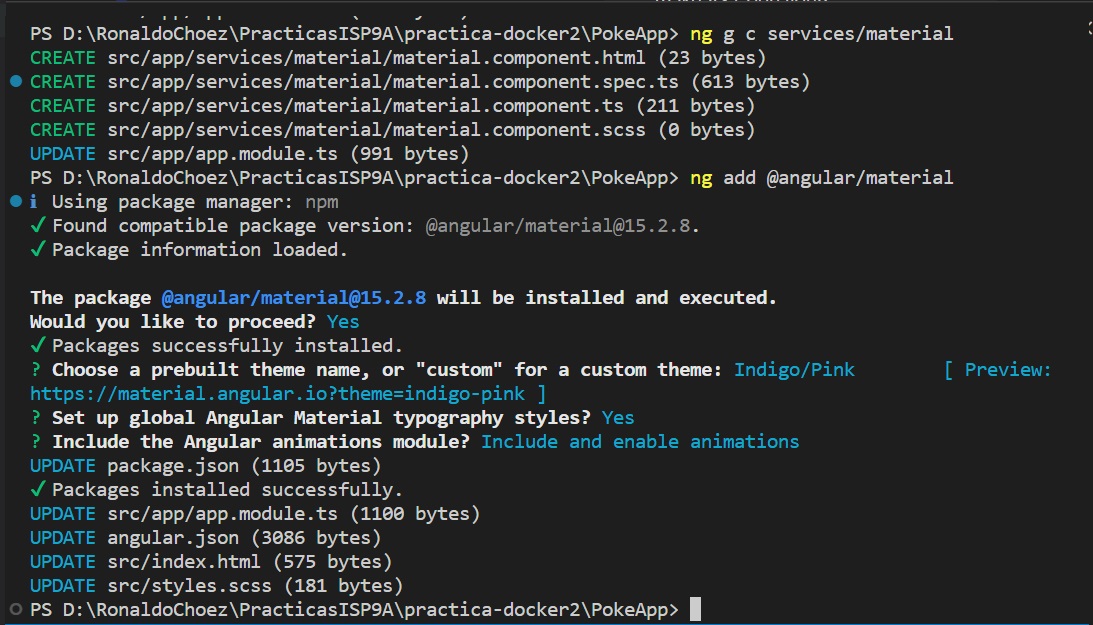 PS D:\RonaldoChoez\PracticasISP9A\practica-docker2\PokeApp> ng g c services/material
CREATE src/app/services/material/material.component.html (23 bytes)
CREATE src/app/services/material/material.component.spec.ts (613 bytes)
CREATE src/app/services/material/material.component.ts (211 bytes)
CREATE src/app/services/material/material.component.scss (0 bytes)
UPDATE src/app/app.module.ts (991 bytes)
PS D:\RonaldoChoez\PracticasISP9A\practica-docker2\PokeApp> ng add @angular/material
i Using package manager: npm
✓ Found compatible package version: @angular/material@15.2.8.
✓ Package information loaded.
The package @angular/material@15.2.8 will be installed and executed.
Would you like to proceed? Yes
✓ Packages successfully installed.
? Choose a prebuilt theme name, or "custom" for a custom theme: Indigo/Pink [ Preview:
https://material.angular.io?theme=indigo-pink ]
? Set up global Angular Material typography styles? Yes
? Include the Angular animations module? Include and enable animations
UPDATE package.json (1105 bytes)
✓ Packages installed successfully.
UPDATE src/app/app.module.ts (1100 bytes)
UPDATE angular.json (3086 bytes)
UPDATE src/index.html (575 bytes)
UPDATE src/styles.scss (181 bytes)
PS D:\RonaldoChoez\PracticasISP9A\practica-docker2\PokeApp>